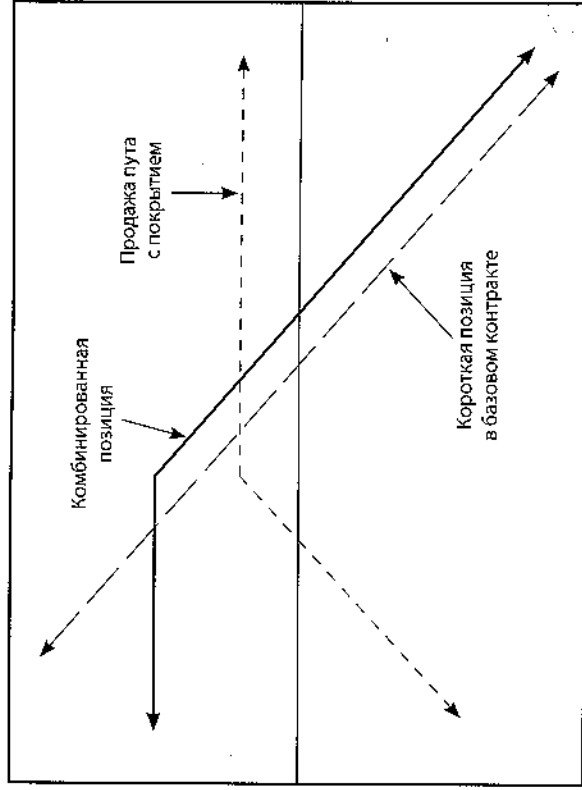 Комбинированная
позиция
Продажа пута
с покрытием
Короткая позиция
в базовом контракте